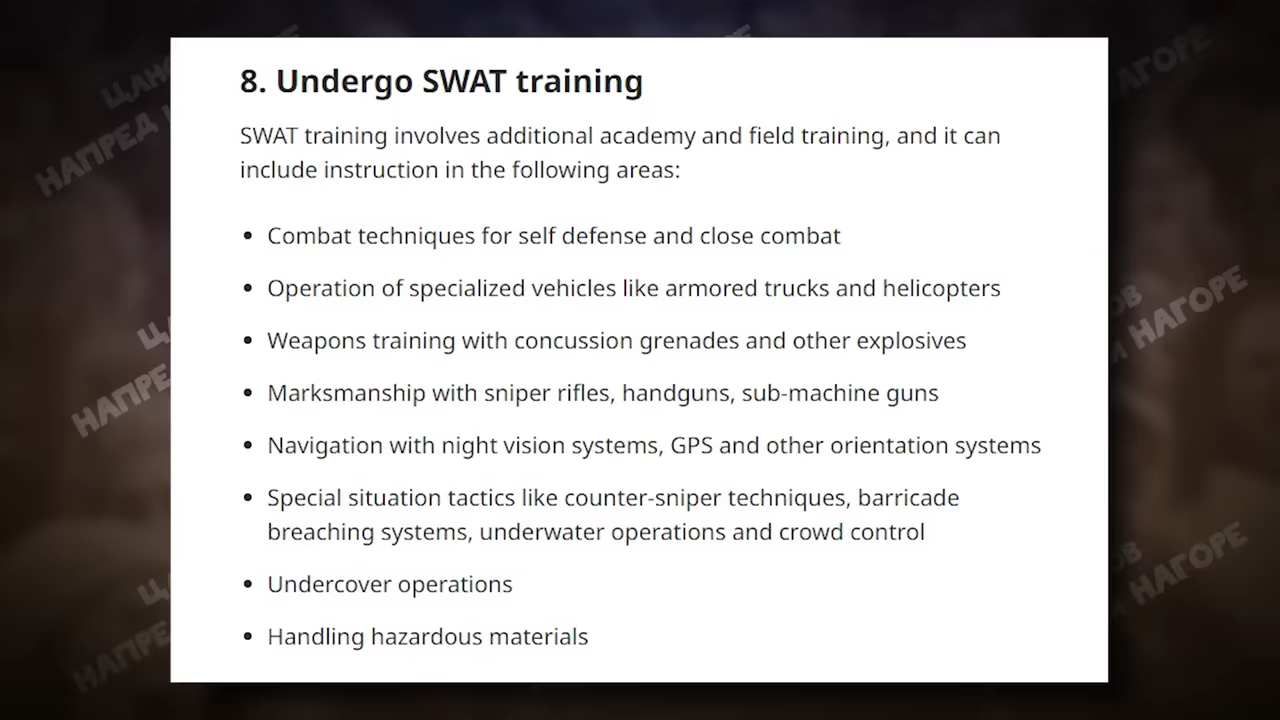 8. Undergo SWAT training
SWAT training involves additional academy and field training, and it can
include instruction in the following areas:
• Combat techniques for self defense and close combat
• Operation of specialized vehicles like armored trucks and helicopters
• Weapons training with concussion grenades and other explosives
• Marksmanship with sniper rifles, handguns, sub-machine guns
• Navigation with night vision systems, GPS and other orientation systems
• Special situation tactics like counter-sniper techniques, barricade
breaching systems, underwater operations and crowd control
• Undercover operations
• Handling hazardous materials
НАПРЕД
НАГОРЕ
НАГОРЕ